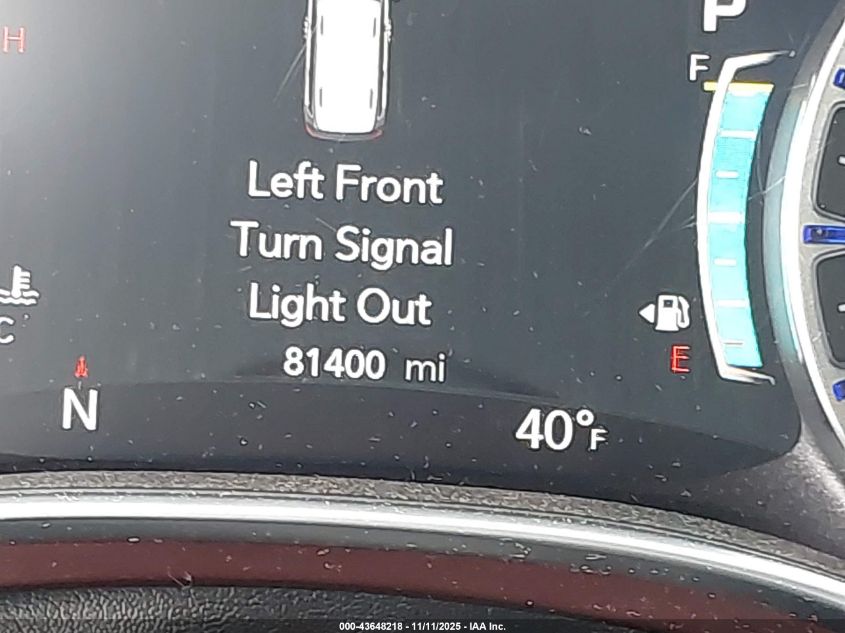 H
P
F
Left Front
Turn Signal
Light Out
C
E
81400 mi
N
40°F
000-43648218 - 11/11/2025 - IAA Inc.